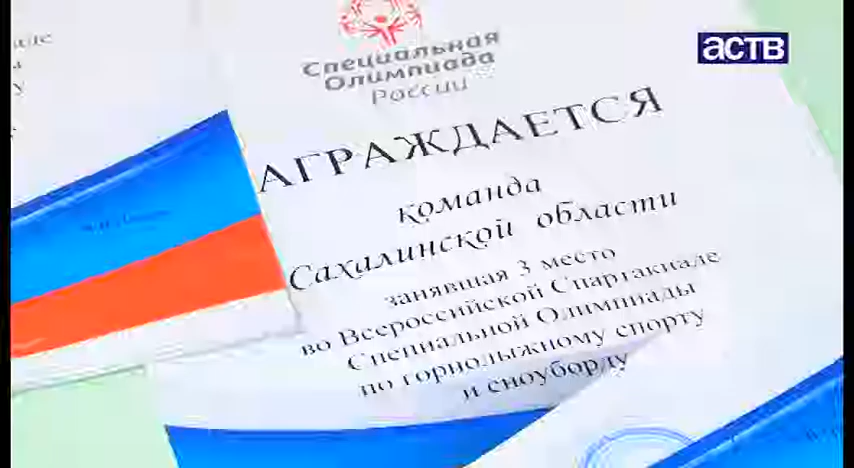 аств
Специальная
Олимпиада
России
АГРАЖДАЕТСЯ
команда
Сахалинской области
занявшая 3 место
во Всероссийской Спартакиаде
Специальной Олимпиады
по горнолыжному спорту
и сноуборду